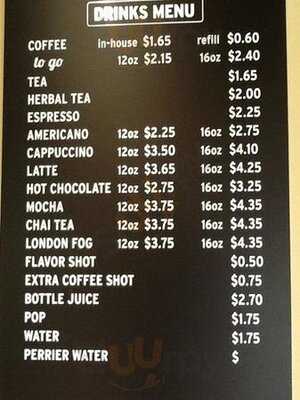 DRINKS MENU
COFFEE in-house $1.65 refill $0.60
to go 12oz $2.15 16oz $2.40
TEA $1.65
HERBAL TEA $2.00
ESPRESSO $2.25
AMERICANO 12oz $2.25 16oz $2.75
CAPPUCCINO 12oz $3.50 16oz $4.10
LATTE 12oz $3.65 16oz $4.25
HOT CHOCOLATE 12oz $2.75 16oz $3.25
MOCHA 12oz $3.75 16oz $4.35
CHAI TEA 12oz $3.75 16oz $4.35
LONDON FOG 12oz $3.75 16oz $4.35
FLAVOR SHOT $0.50
EXTRA COFFEE SHOT $0.75
BOTTLE JUICE $2.70
POP $1.75
WATER $1.75
PERRIER WATER $